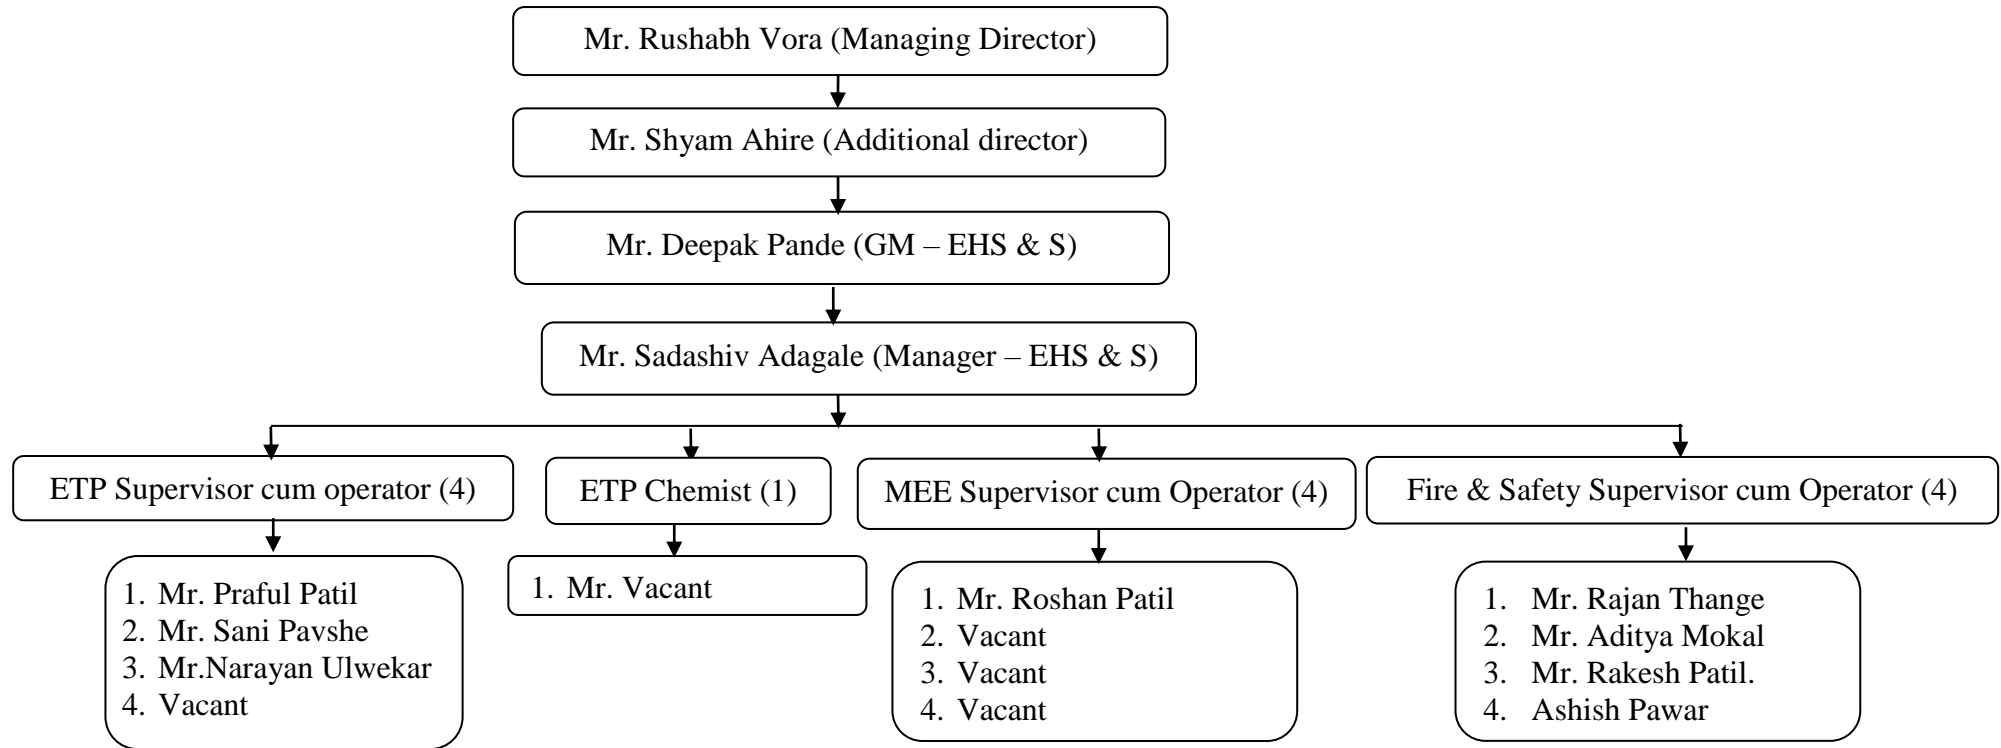 Mr. Rushabh Vora (Managing Director)
Mr. Shyam Ahire (Additional director)
Mr. Deepak Pande (GM – EHS & S)
Mr. Sadashiv Adagale (Manager – EHS & S)
ETP Supervisor cum operator (4)
ETP Chemist (1)
MEE Supervisor cum Operator (4)
Fire & Safety Supervisor cum Operator (4)
1. Mr. Praful Patil
2. Mr. Sani Pavshe
3. Mr.Narayan Ulwekar
4. Vacant
1. Mr. Vacant
1. Mr. Roshan Patil
2. Vacant
3. Vacant
4. Vacant
1. Mr. Rajan Thange
2. Mr. Aditya Mokal
3. Mr. Rakesh Patil.
4. Ashish Pawar